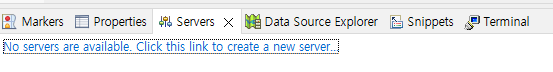 Markers Properties Servers Data Source Explorer Snippets Terminal
No servers are available. Click this link to create a new server...